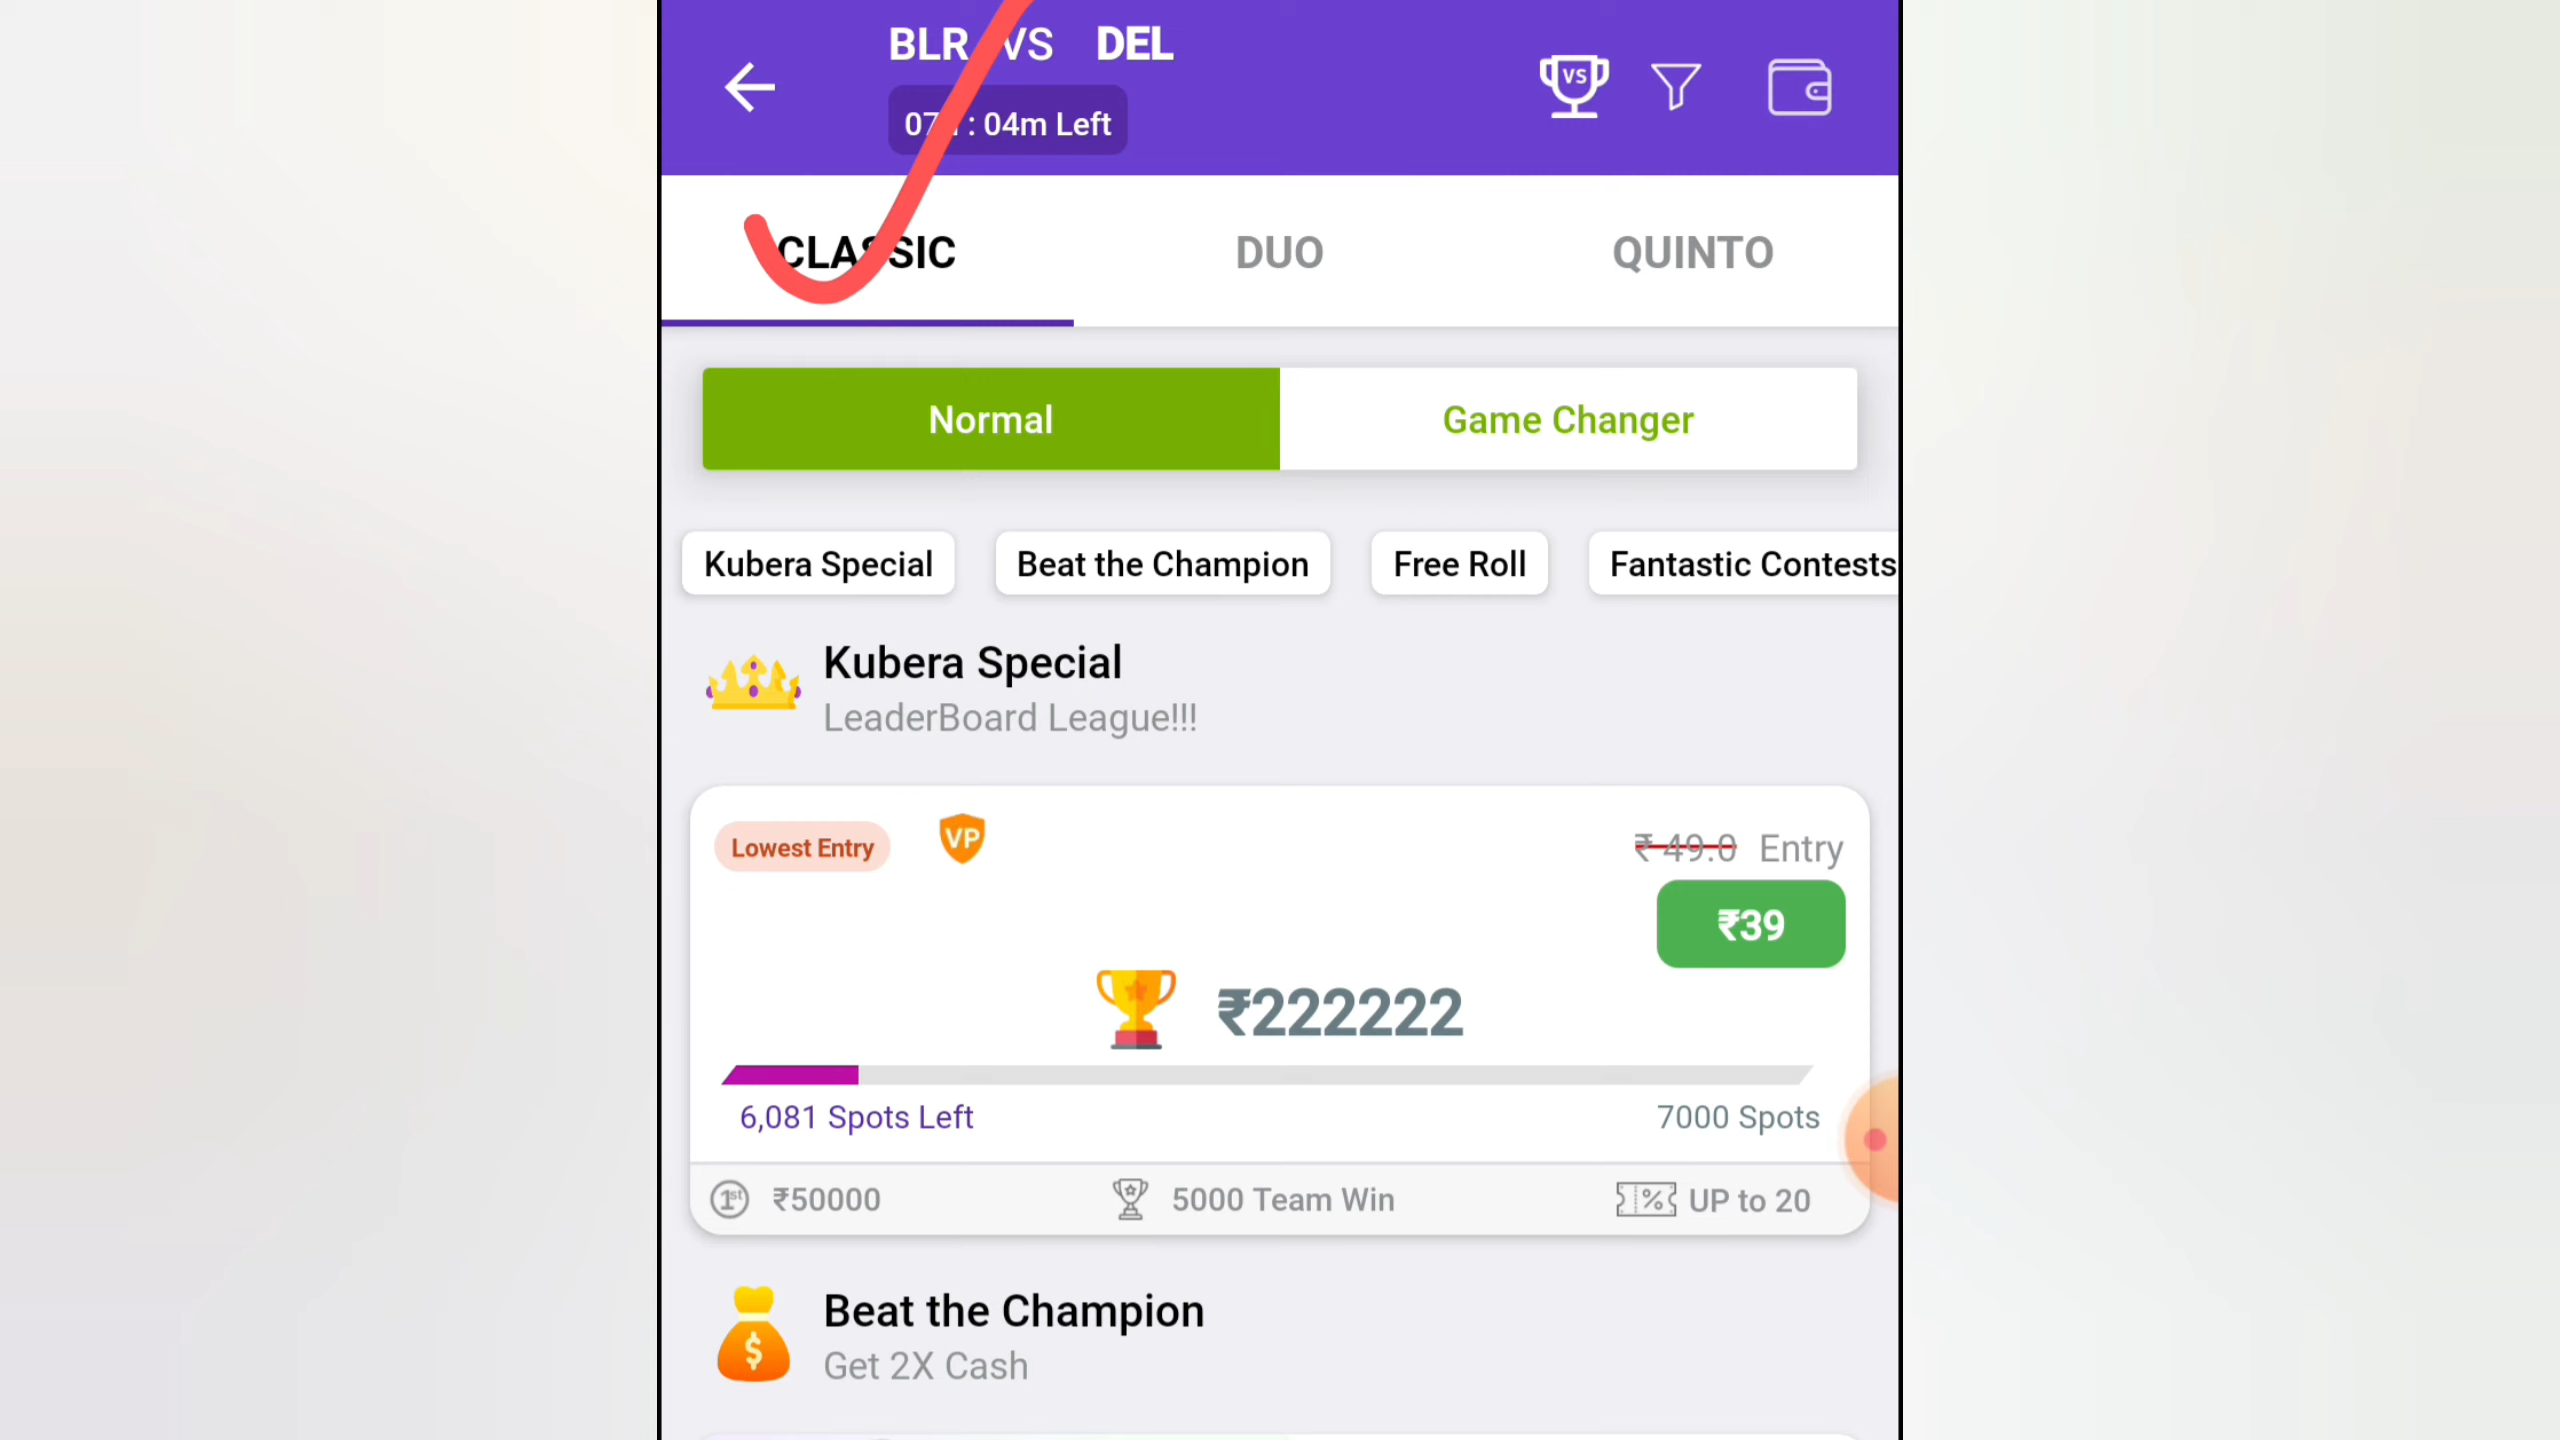 BLR VS DEL
: 04m Left
CLASSIC
DUO
QUINTO
Normal
Game Changer
Kubera Special
Beat the Champion
Free Roll
Fantastic Contests
Kubera Special
LeaderBoard League!!!
Lowest Entry
VP
₹ 49.0 Entry
₹39
₹222222
6,081 Spots Left
7000 Spots
1st ₹50000
5000 Team Win
% UP to 20
Beat the Champion
Get 2X Cash